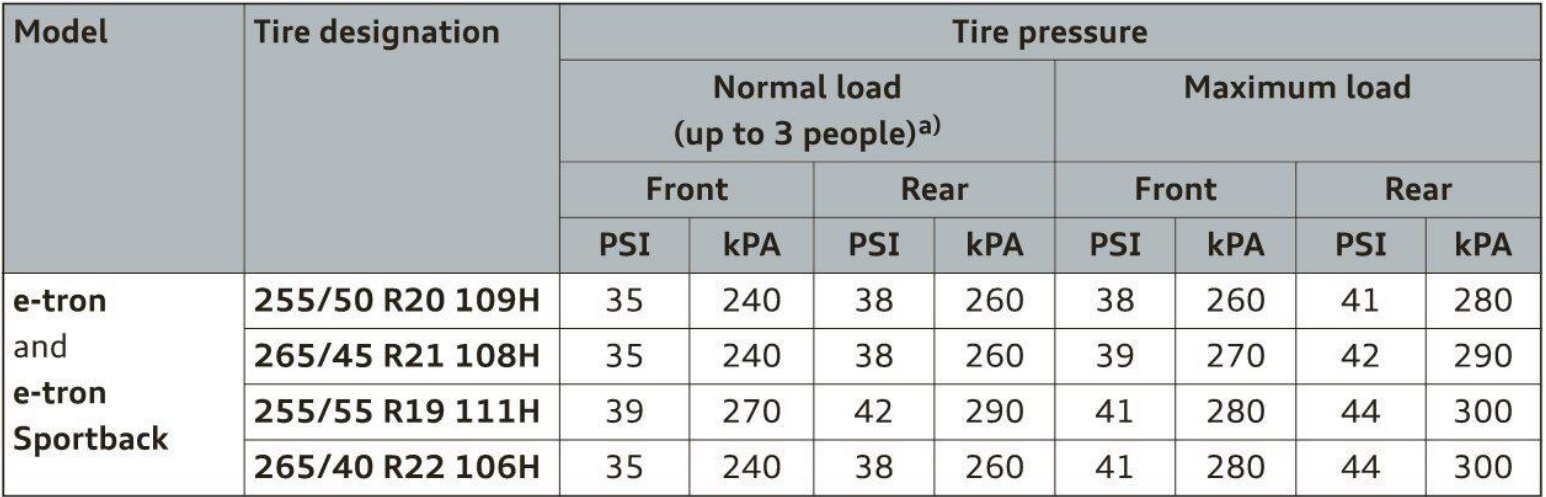 Model Tire designation Tire pressure
Normal load Maximum load
(up to 3 people)a)
Front Rear Front Rear
PSI kPA PSI kPA PSI kPA PSI kPA
e-tron 255/50 R20 109H 35 240 38 260 38 260 41 280
and 265/45 R21 108H 35 240 38 260 39 270 42 290
e-tron 255/55 R19 111H 39 270 42 290 41 280 44 300
Sportback 265/40 R22 106H 35 240 38 260 41 280 44 300